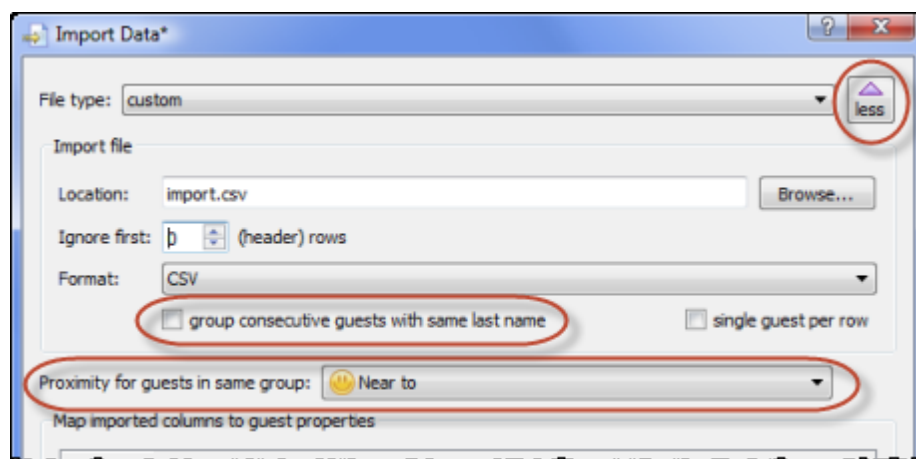 Import Data*
File type: custom less
Import file
Location: import.csv Browse...
Ignore first: 0 (header) rows
Format: CSV
group consecutive guests with same last name single guest per row
Proximity for guests in same group: Near to
Map imported columns to guest properties